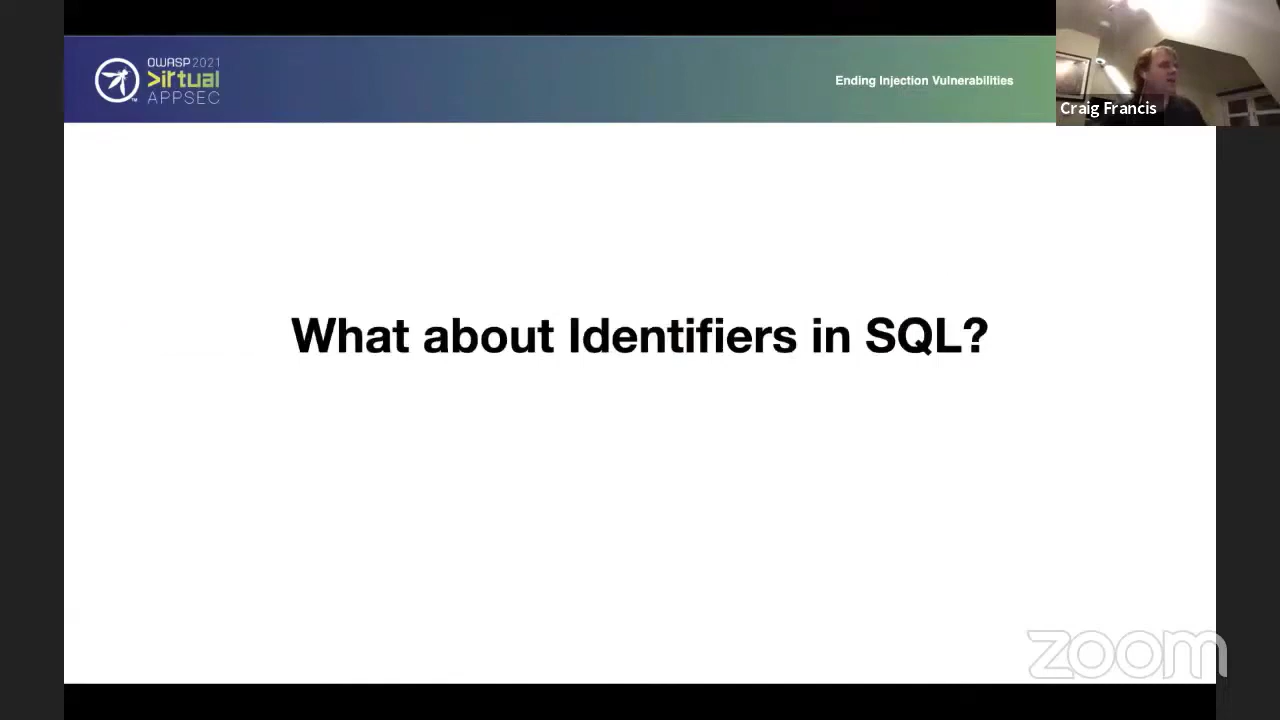 OWASP 2021
>irtual
APPSEC
Ending Injection Vulnerabilities
Craig Francis
What about Identifiers in SQL?
zoom